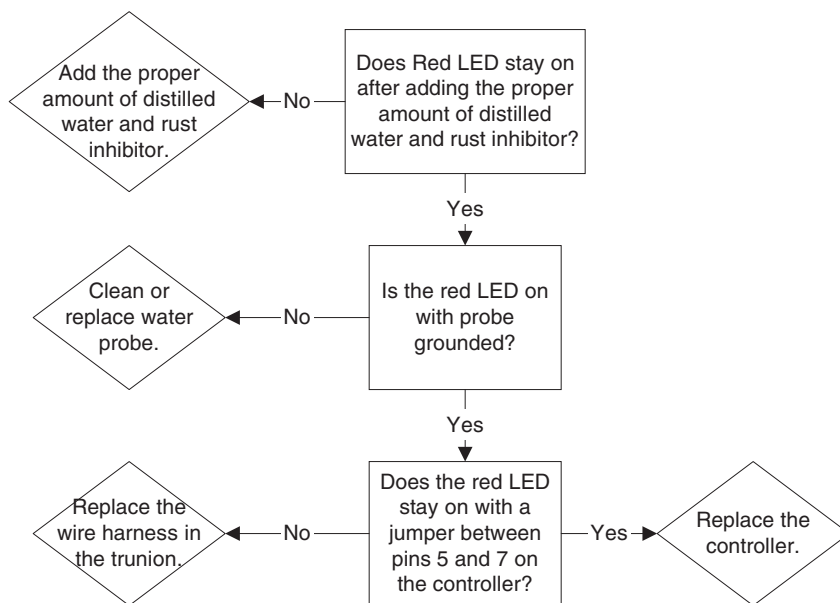 Add the proper
amount of distilled
water and rust
inhibitor.
No
Does Red LED stay on
after adding the proper
amount of distilled
water and rust inhibitor?
Yes
Clean or
replace water
probe.
No
Is the red LED on
with probe
grounded?
Yes
Replace the
wire harness in
the trunion.
No
Does the red LED
stay on with a
jumper between
pins 5 and 7 on
the controller?
Yes
Replace the
controller.